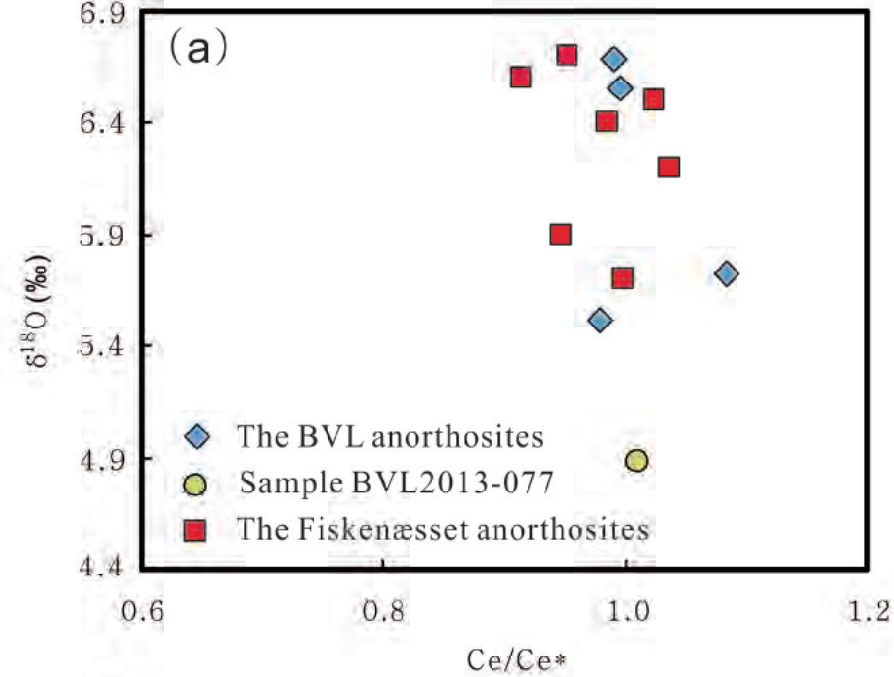 6.9
(a)
6.4
5.9
5.4
4.9
4.4
δ¹⁸O (‰)
The BVL anorthosites
Sample BVL2013-077
The Fiskenæsset anorthosites
0.6 0.8 1.0 1.2
Ce/Ce*